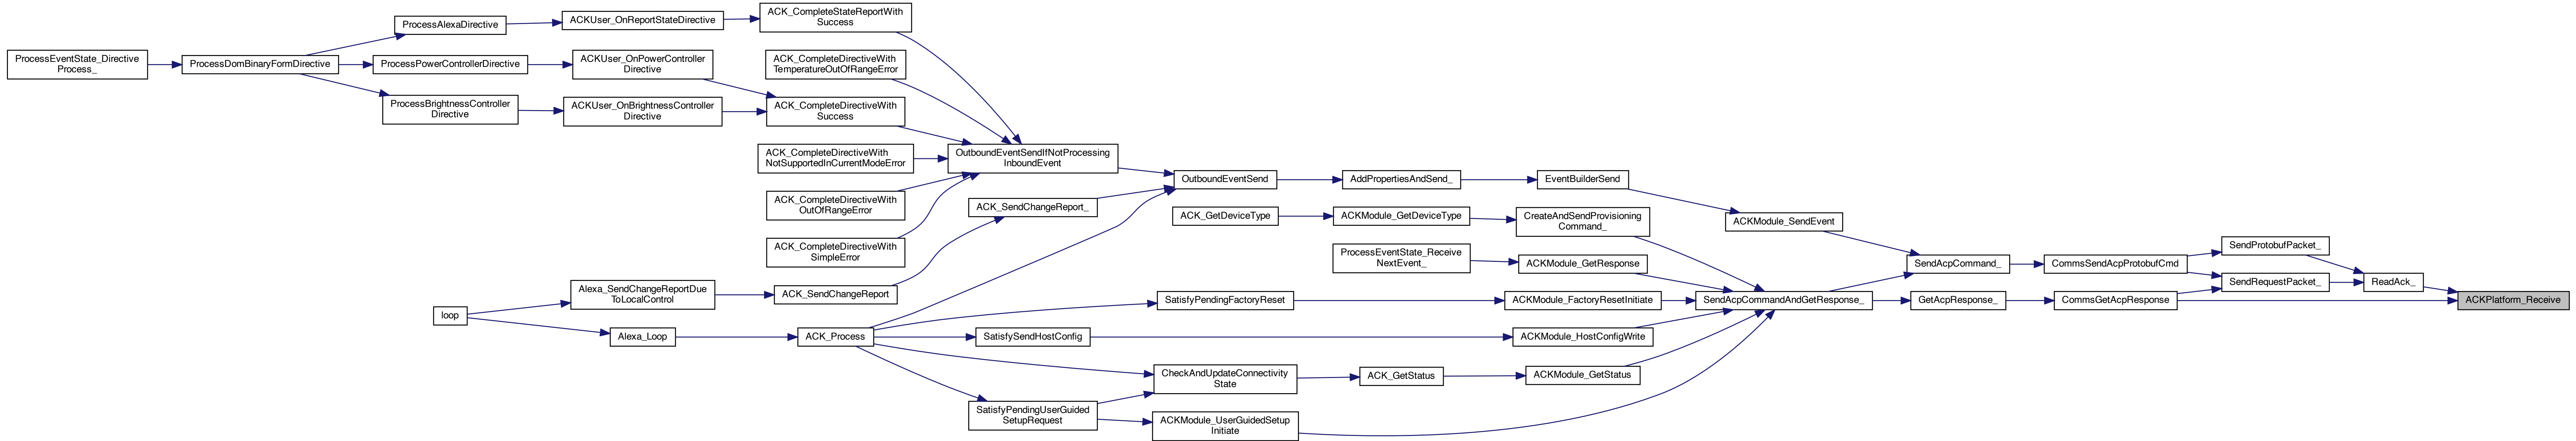 ProcessEventState_Directive
Process_
ProcessDomBinaryFormDirective
ProcessAlexaDirective
ProcessPowerControllerDirective
ProcessBrightnessController
Directive
ACKUser_OnReportStateDirective
ACKUser_OnPowerController
Directive
ACKUser_OnBrightnessController
Directive
ACK_CompleteStateReportWith
Success
ACK_CompleteDirectiveWith
TemperatureOutOfRangeError
ACK_CompleteDirectiveWith
Success
ACK_CompleteDirectiveWith
NotSupportedInCurrentModeError
ACK_CompleteDirectiveWith
OutOfRangeError
ACK_CompleteDirectiveWith
SimpleError
OutboundEventSendIfNotProcessing
InboundEvent
ACK_SendChangeReport_
loop
Alexa_SendChangeReportDue
ToLocalControl
Alexa_Loop
ACK_SendChangeReport
ACK_Process
SatisfySendHostConfig
SatisfyPendingUserGuided
SetupRequest
OutboundEventSend
ACK_GetDeviceType
SatisfyPendingFactoryReset
CheckAndUpdateConnectivity
State
ACKModule_UserGuidedSetup
Initiate
AddPropertiesAndSend_
ACKModule_GetDeviceType
ProcessEventState_Receive
NextEvent_
ACK_GetStatus
EventBuilderSend
CreateAndSendProvisioning
Command_
ACKModule_GetResponse
ACKModule_FactoryResetInitiate
ACKModule_HostConfigWrite
ACKModule_GetStatus
ACKModule_SendEvent
SendAcpCommandAndGetResponse_
SendAcpCommand_
GetAcpResponse_
CommsSendAcpProtobufCmd
CommsGetAcpResponse
SendProtobufPacket_
SendRequestPacket_
ReadAck_
ACKPlatform_Receive